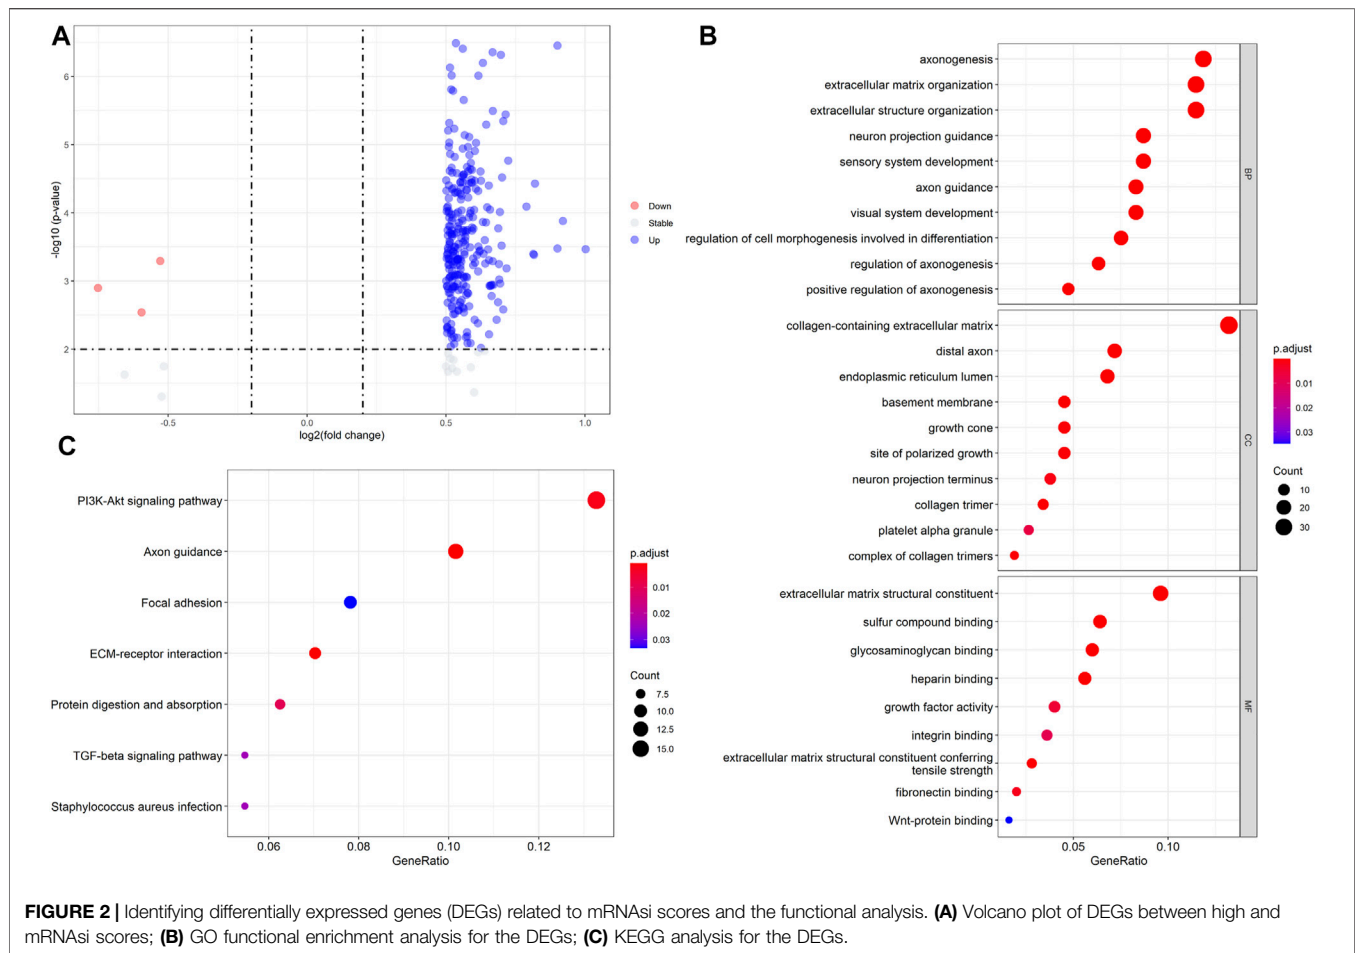 A
6
5
4
3
2
-log10 (p-value)
-0.5
0.0
0.5
1.0
log2(fold change)
Down
Stable
Up
B
axonogenesis
extracellular matrix organization
extracellular structure organization
neuron projection guidance
sensory system development
axon guidance
visual system development
regulation of cell morphogenesis involved in differentiation
regulation of axonogenesis
positive regulation of axonogenesis
BP
collagen-containing extracellular matrix
distal axon
endoplasmic reticulum lumen
basement membrane
growth cone
site of polarized growth
neuron projection terminus
collagen trimer
platelet alpha granule
complex of collagen trimers
CC
extracellular matrix structural constituent
sulfur compound binding
glycosaminoglycan binding
heparin binding
growth factor activity
integrin binding
extracellular matrix structural constituent conferring
tensile strength
fibronectin binding
Wnt-protein binding
MF
0.05
0.10
GeneRatio
p.adjust
0.01
0.02
0.03
Count
10
20
30
C
PI3K-Akt signaling pathway
Axon guidance
Focal adhesion
ECM-receptor interaction
Protein digestion and absorption
TGF-beta signaling pathway
Staphylococcus aureus infection
0.06
0.08
0.10
0.12
GeneRatio
p.adjust
0.01
0.02
0.03
Count
7.5
10.0
12.5
15.0
FIGURE 2 | Identifying differentially expressed genes (DEGs) related to mRNAsi scores and the functional analysis. (A) Volcano plot of DEGs between high and
mRNAsi scores; (B) GO functional enrichment analysis for the DEGs; (C) KEGG analysis for the DEGs.